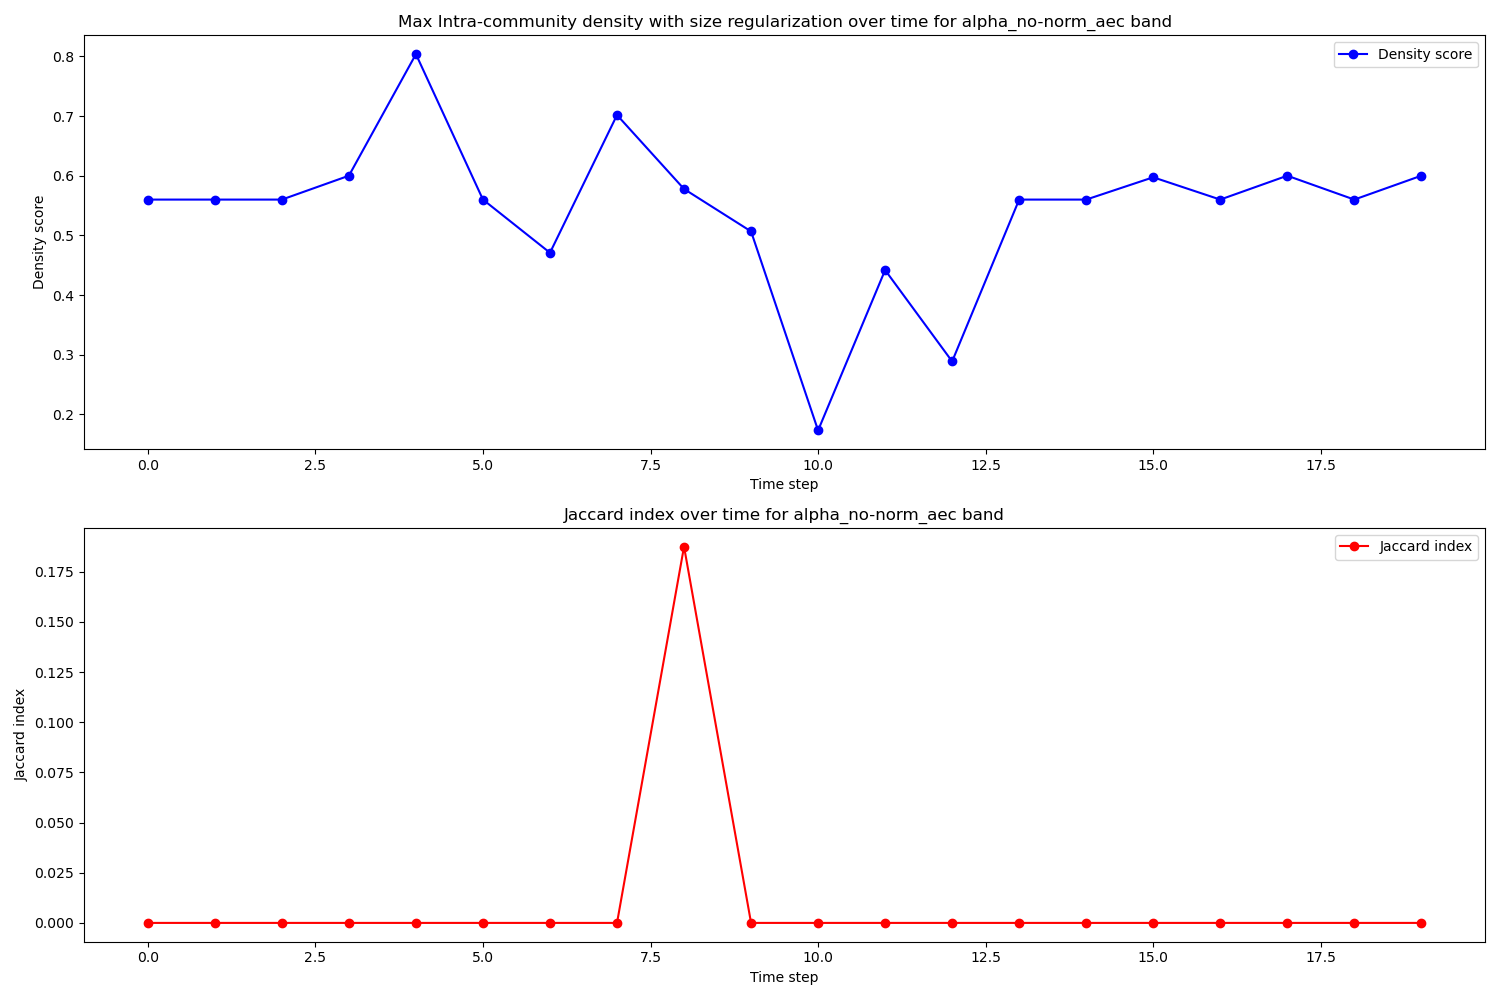 Max Intra-community density with size regularization over time for alpha_no-norm_aec band
Density score
0.8
0.7
0.6
0.5
0.4
0.3
0.2
Density score
0.0 2.5 5.0 7.5 10.0 12.5 15.0 17.5
Time step
Jaccard index over time for alpha_no-norm_aec band
Jaccard index
0.175
0.150
0.125
0.100
0.075
0.050
0.025
0.000
Jaccard index
0.0 2.5 5.0 7.5 10.0 12.5 15.0 17.5
Time step